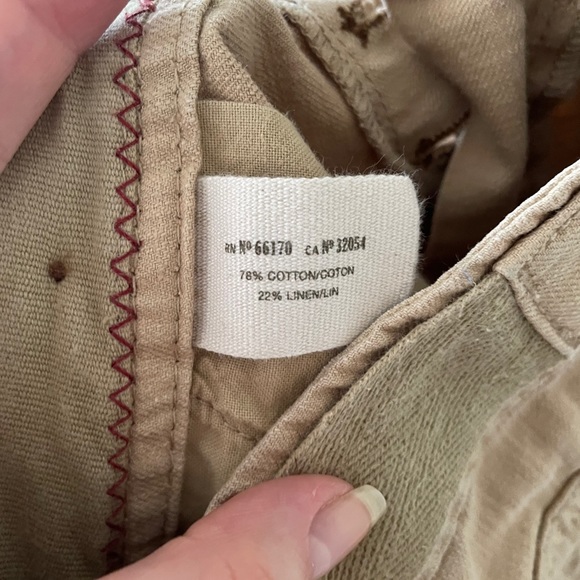 RN Nº 66170 CA Nº 32054
78% COTTON/COTON
22% LINEN/LIN